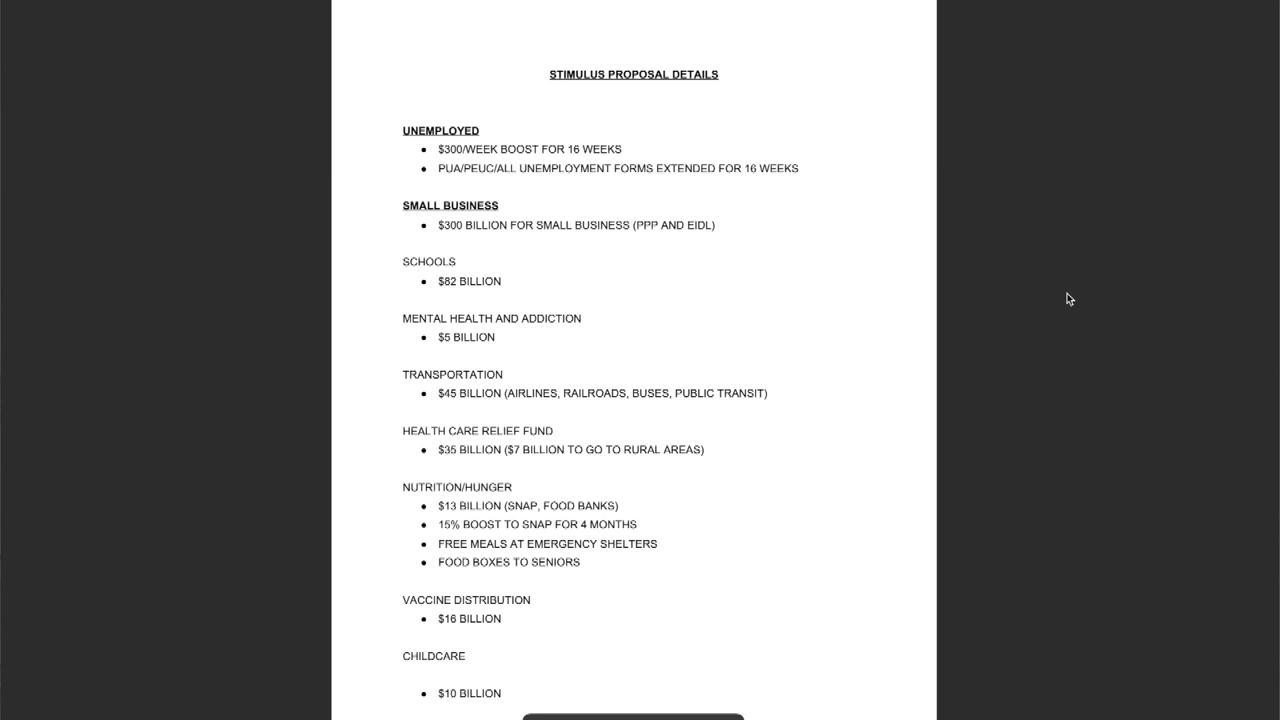 STIMULUS PROPOSAL DETAILS
UNEMPLOYED
● $300/WEEK BOOST FOR 16 WEEKS
● PUA/PEUC/ALL UNEMPLOYMENT FORMS EXTENDED FOR 16 WEEKS
SMALL BUSINESS
● $300 BILLION FOR SMALL BUSINESS (PPP AND EIDL)
SCHOOLS
● $82 BILLION
MENTAL HEALTH AND ADDICTION
● $5 BILLION
TRANSPORTATION
● $45 BILLION (AIRLINES, RAILROADS, BUSES, PUBLIC TRANSIT)
HEALTH CARE RELIEF FUND
● $35 BILLION ($7 BILLION TO GO TO RURAL AREAS)
NUTRITION/HUNGER
● $13 BILLION (SNAP, FOOD BANKS)
● 15% BOOST TO SNAP FOR 4 MONTHS
● FREE MEALS AT EMERGENCY SHELTERS
● FOOD BOXES TO SENIORS
VACCINE DISTRIBUTION
● $16 BILLION
CHILDCARE
● $10 BILLION